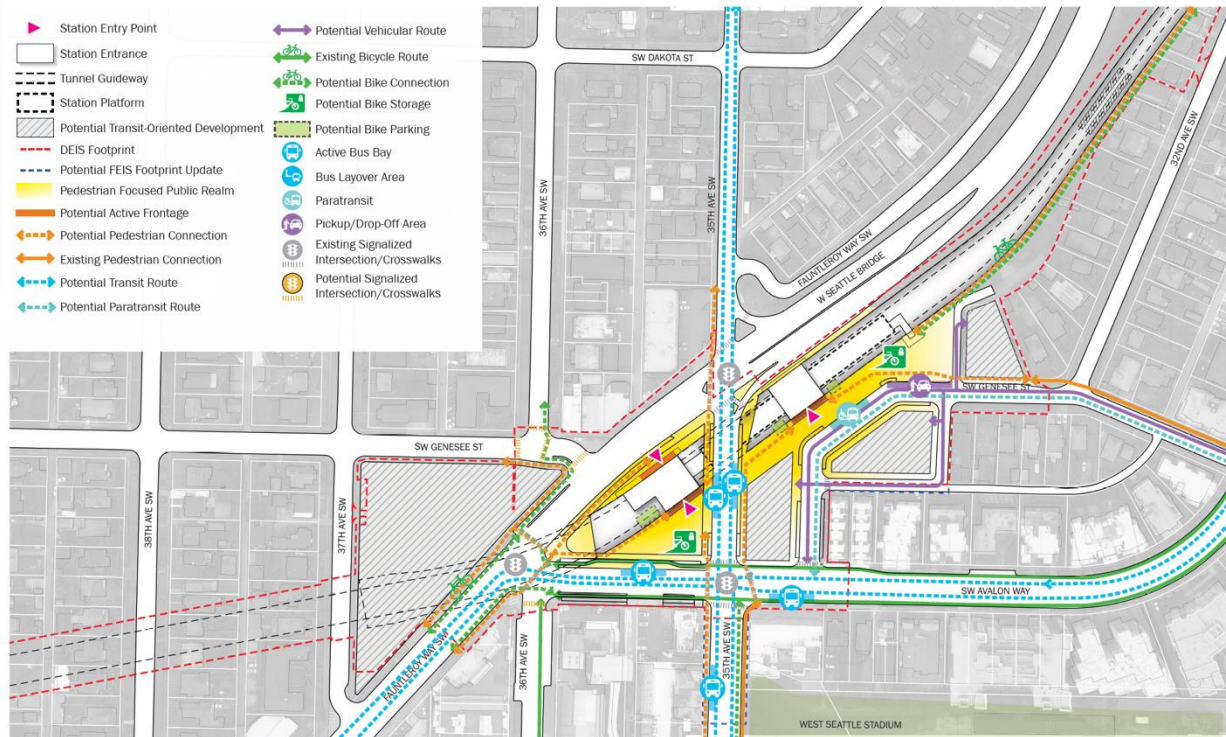 Station Entry Point
Station Entrance
Tunnel Guideway
Station Platform
Potential Transit-Oriented Development
DEIS Footprint
Potential FEIS Footprint Update
Pedestrian Focused Public Realm
Potential Active Frontage
Potential Pedestrian Connection
Existing Pedestrian Connection
Potential Transit Route
Potential Paratransit Route
Potential Vehicular Route
Existing Bicycle Route
Potential Bike Connection
Potential Bike Storage
Potential Bike Parking
Active Bus Bay
Bus Layover Area
Paratransit
Pickup/Drop-Off Area
Existing Signalized
Intersection/Crosswalks
Potential Signalized
Intersection/Crosswalks
SW DAKOTA ST
32ND AVE SW
36TH AVE SW
35TH AVE SW
FAUNTLEROY WAY SW
W SEATTLE BRIDGE
SW GENESEE ST
SW GENESEE ST
38TH AVE SW
37TH AVE SW
SW AVALON WAY
FAUNTLEROY WAY SW
36TH AVE SW
35TH AVE SW
WEST SEATTLE STADIUM